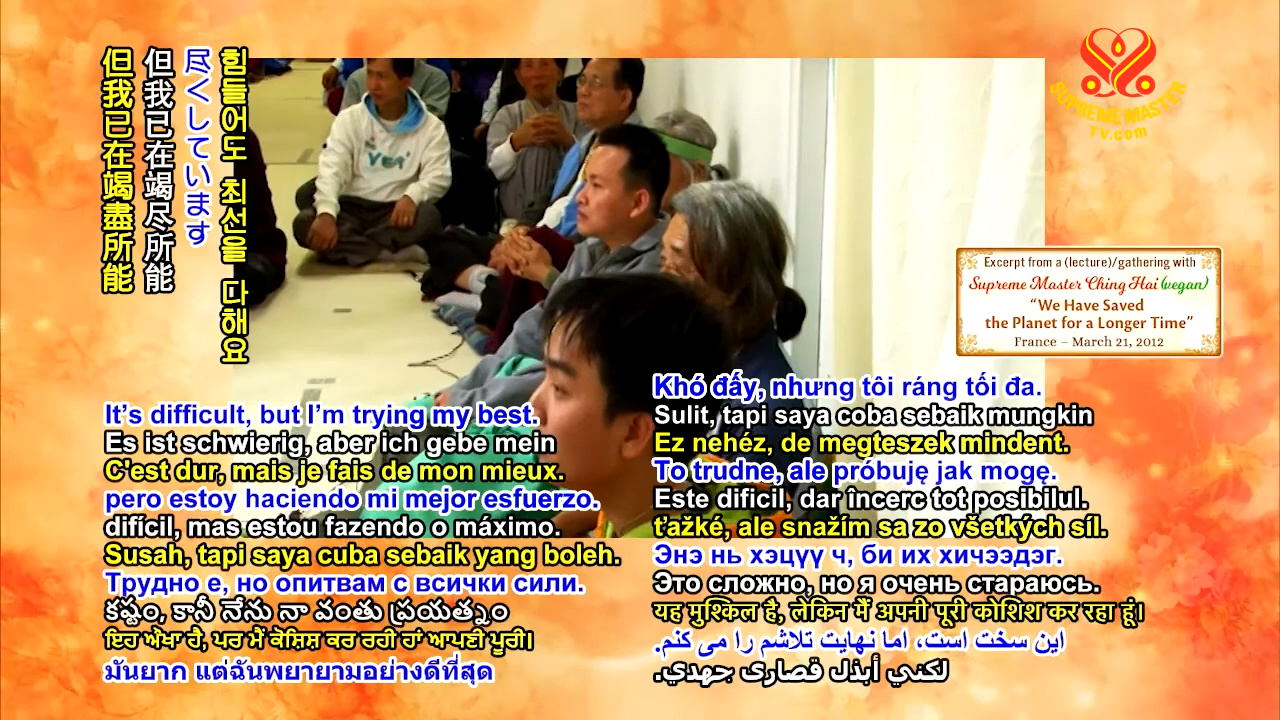 但我已在竭盡所能
但我已在竭尽所能
尽くしています
힘들어도 최선을 다해요
SUPREME MASTER
TV.com
YEA
Excerpt from a (lecture)/gathering with
Supreme Master Ching Hai (vegan)
“We Have Saved
the Planet for a Longer Time”
France – March 21, 2012
It’s difficult, but I’m trying my best.
Es ist schwierig, aber ich gebe mein
C'est dur, mais je fais de mon mieux.
pero estoy haciendo mi mejor esfuerzo.
difícil, mas estou fazendo o máximo.
Susah, tapi saya cuba sebaik yang boleh.
Трудно е, но опитвам с всички сили.
కష్టం, కానీ నేను నా వంతు ప్రయత్నం
ਇਹ ਔਖਾ ਹੈ, ਪਰ ਮੈਂ ਕੋਸ਼ਿਸ਼ ਕਰ ਰਹੀ ਹਾਂ ਆਪਣੀ ਪੂਰੀ।
มันยาก แต่ฉันพยายามอย่างดีที่สุด
Khó đấy, nhưng tôi ráng tối đa.
Sulit, tapi saya coba sebaik mungkin
Ez nehéz, de megteszek mindent.
To trudne, ale próbuję jak mogę.
Este dificil, dar încerc tot posibilul.
ťažké, ale snažím sa zo všetkých síl.
Энэ нь хэцүү ч, би их хичээдэг.
Это сложно, но я очень стараюсь.
यह मुश्किल है, लेकिन मैं अपनी पूरी कोशिश कर रहा हूं।
این سخت است، اما نهایت تلاشم را می کنم.
لكنني أبذل قصارى جهدي.